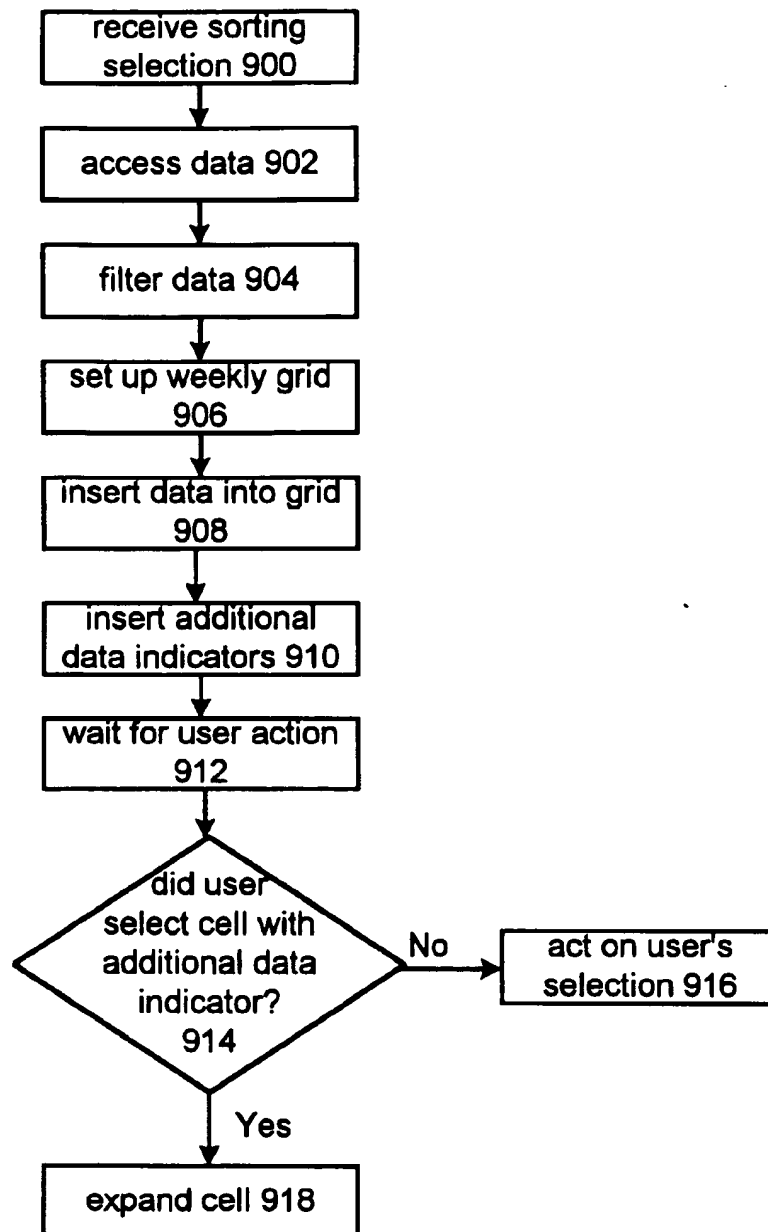 receive sorting
selection 900
access data 902
filter data 904
set up weekly grid
906
insert data into grid
908
insert additional
data indicators 910
wait for user action
912
did user
select cell with
additional data
indicator?
914
No
act on user's
selection 916
Yes
expand cell 918